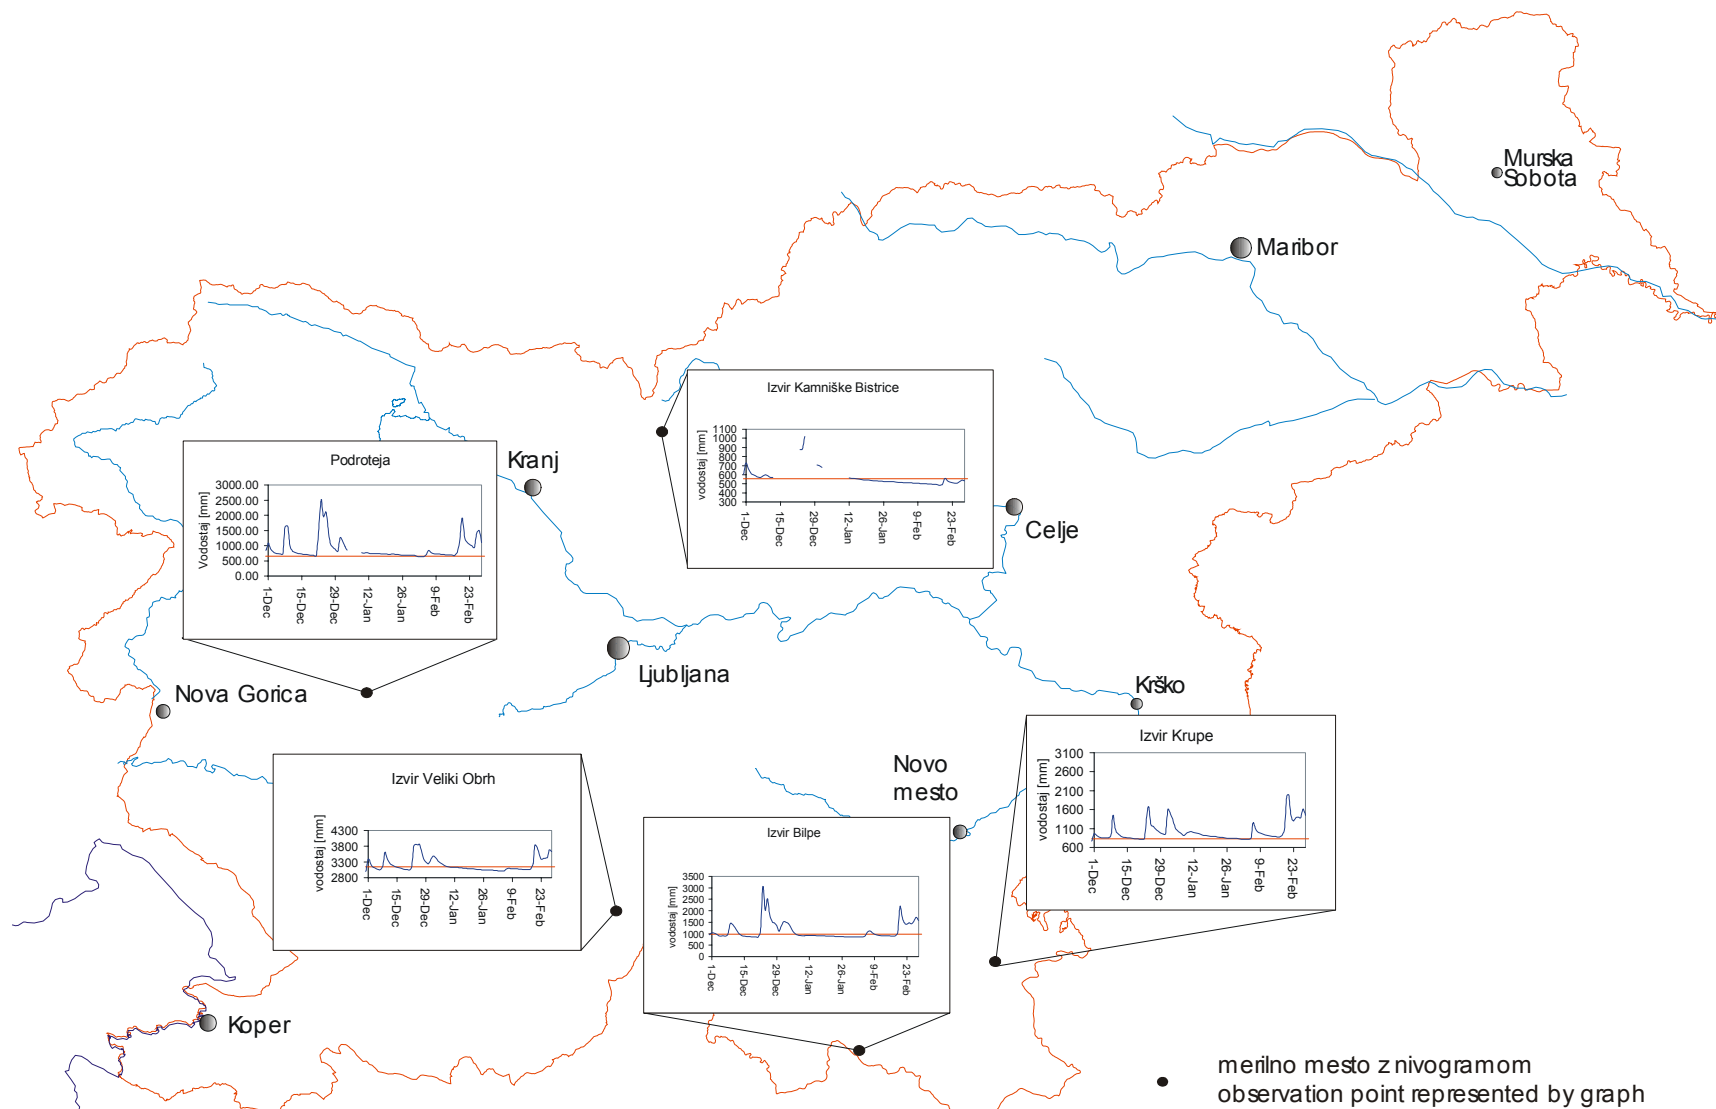 Murska
Sobota
Maribor
Izvir Kamniške Bistrice
vodostaj [mm]
1100
1000
900
800
700
600
500
400
300
1-Dec
15-Dec
29-Dec
12-Jan
26-Jan
9-Feb
23-Feb
Podroteja
Vodostaj [mm]
3000.00
2500.00
2000.00
1500.00
1000.00
500.00
0.00
1-Dec
15-Dec
29-Dec
12-Jan
26-Jan
9-Feb
23-Feb
Kranj
Celje
Ljubljana
Nova Gorica
Krško
Izvir Krupe
vodostaj [mm]
3100
2600
2100
1600
1100
600
1-Dec
15-Dec
29-Dec
12-Jan
26-Jan
9-Feb
23-Feb
Izvir Veliki Obrh
vodostaj [mm]
4300
3800
3300
2800
1-Dec
15-Dec
29-Dec
12-Jan
26-Jan
9-Feb
23-Feb
Novo
mesto
Izvir Bilpe
vodostaj [mm]
3500
3000
2500
2000
1500
1000
500
0
1-Dec
15-Dec
29-Dec
12-Jan
26-Jan
9-Feb
23-Feb
Koper
merilno mesto z nivogramom
observation point represented by graph